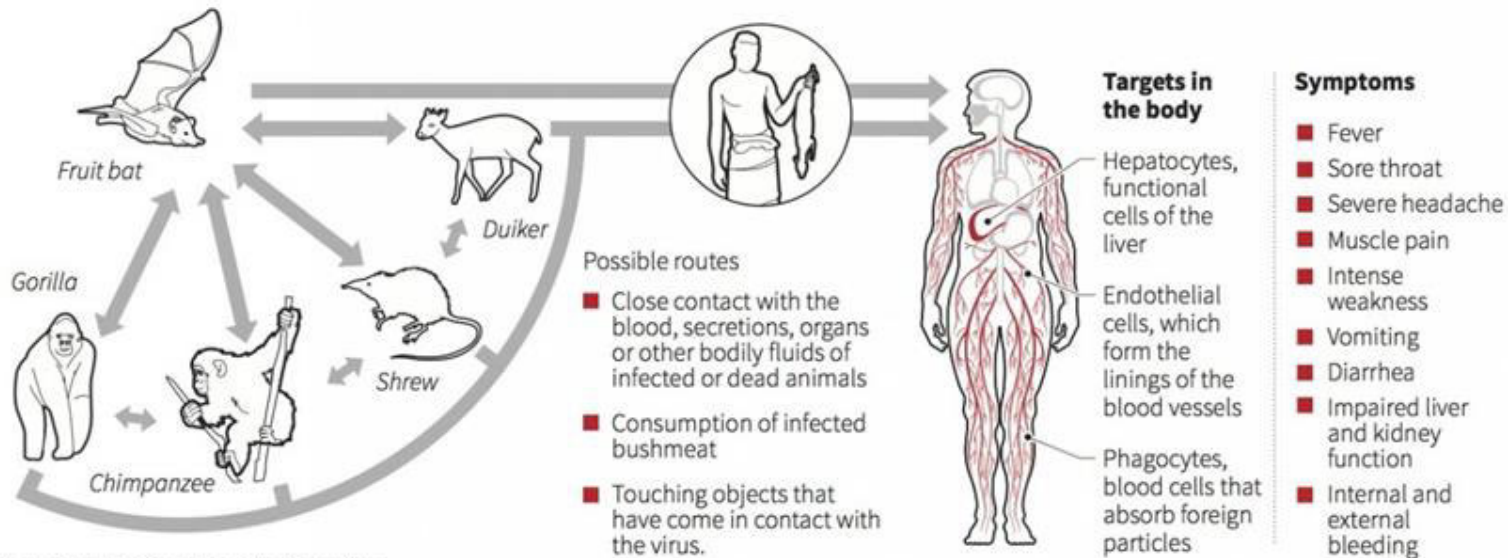 Fruit bat
Duiker
Gorilla
Shrew
Chimpanzee
Possible routes
Close contact with the
blood, secretions, organs
or other bodily fluids of
infected or dead animals
Consumption of infected
bushmeat
Touching objects that
have come in contact with
the virus.
Targets in
the body
Hepatocytes,
functional
cells of the
liver
Endothelial
cells, which
form the
linings of the
blood vessels
Phagocytes,
blood cells that
absorb foreign
particles
Symptoms
Fever
Sore throat
Severe headache
Muscle pain
Intense
weakness
Vomiting
Diarrhea
Impaired liver
and kidney
function
Internal and
external
bleeding